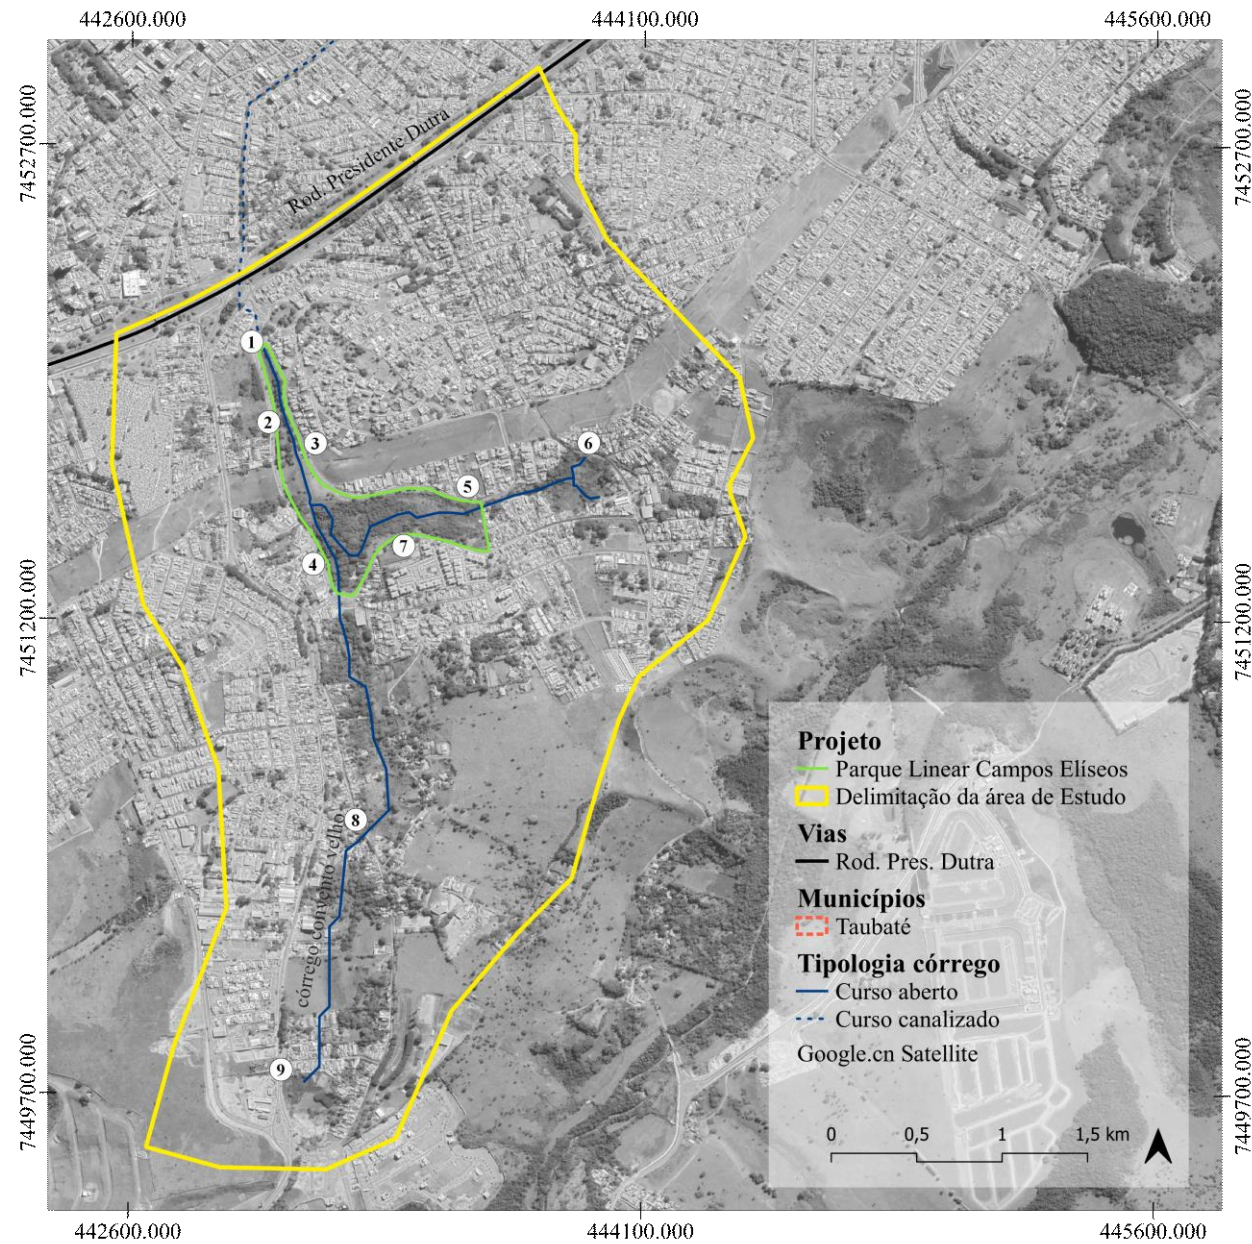 442600.000
444100.000
445600.000
7452700.000
7452700.000
Rod. Presidente Dutra
1
2
3
6
5
7
4
7451200.000
7451200.000
Projeto
Parque Linear Campos Elíseos
Delimitação da área de Estudo
Vias
Rod. Pres. Dutra
Municípios
Taubaté
Tipologia córrego
Curso aberto
Curso canalizado
Google.cn Satellite
8
córrego convênio velho
9
7449700.000
7449700.000
0 0,5 1 1,5 km
442600.000
444100.000
445600.000